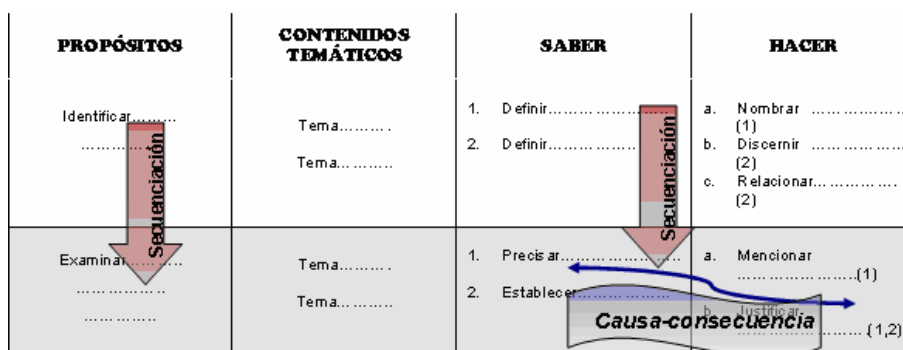 PROPÓSITOS
CONTENIDOS
TEMÁTICOS
SABER
HACER
Identificar.........
................
Tema..........
Tema..........
1. Definir........................
2. Definir.................
a. Nombrar ..................
(1)
b. Discernir ..................
(2)
c. Relacionar................
(2)
Secuenciación
Secuenciación
Examinar..........
................
.............
Tema..........
Tema..........
1. Precisar.......................
2. Establecer...................
a. Mencionar
.......................(1)
b. Justificar.
.........................(1,2)
Causa-consecuencia